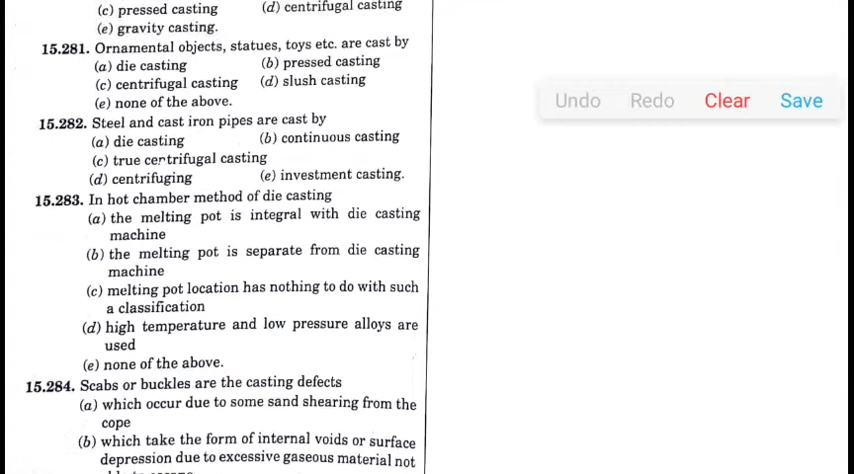 (c) pressed casting (d) centrifugal casting
(e) gravity casting.
15.281. Ornamental objects, statues, toys etc. are cast by
(a) die casting (b) pressed casting
(c) centrifugal casting (d) slush casting
(e) none of the above.
15.282. Steel and cast iron pipes are cast by
(a) die casting (b) continuous casting
(c) true centrifugal casting
(d) centrifuging (e) investment casting.
15.283. In hot chamber method of die casting
(a) the melting pot is integral with die casting
machine
(b) the melting pot is separate from die casting
machine
(c) melting pot location has nothing to do with such
a classification
(d) high temperature and low pressure alloys are
used
(e) none of the above.
15.284. Scabs or buckles are the casting defects
(a) which occur due to some sand shearing from the
cope
(b) which take the form of internal voids or surface
depression due to excessive gaseous material not
Undo Redo Clear Save